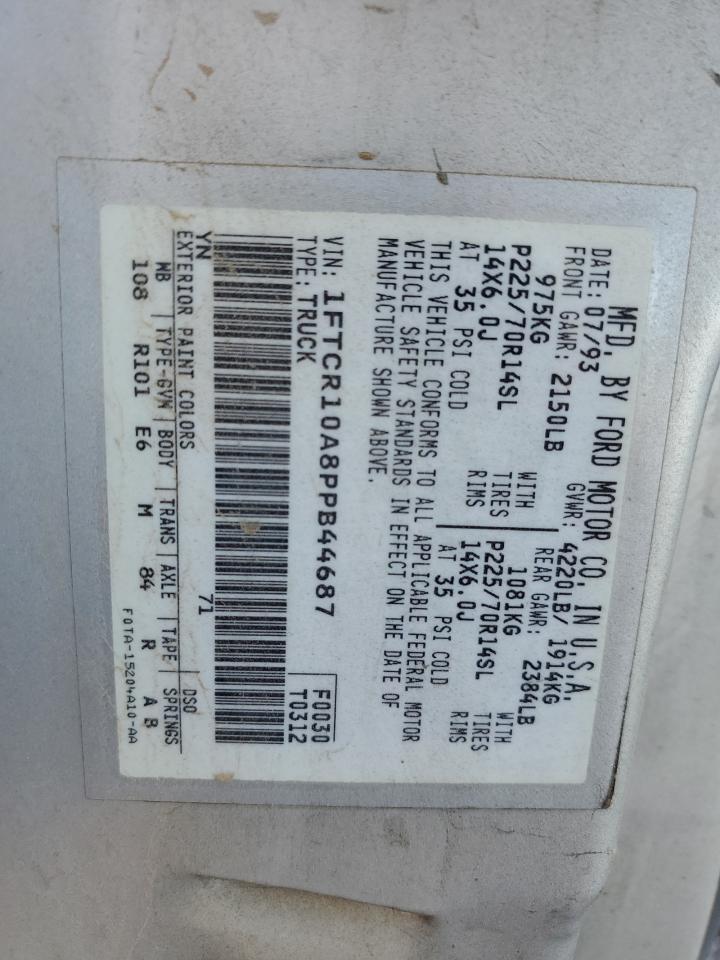 MFD. BY FORD MOTOR CO. IN U.S.A.
DATE: 07/93 GVWR: 4220LB/ 1914KG
FRONT GAWR: 2150LB REAR GAWR: 2384LB
975KG WITH 1081KG WITH
P225/70R14SL TIRES P225/70R14SL TIRES
14X6.0J RIMS 14X6.0J RIMS
AT 35 PSI COLD AT 35 PSI COLD
THIS VEHICLE CONFORMS TO ALL APPLICABLE FEDERAL MOTOR
VEHICLE SAFETY STANDARDS IN EFFECT ON THE DATE OF
MANUFACTURE SHOWN ABOVE.
VIN: 1FTCR10A8PPB44687 F0030
TYPE: TRUCK T0312
YN 71
EXTERIOR PAINT COLORS DSO
WB | TYPE-GVW | BODY | TRANS | AXLE | TAPE | SPRINGS
108 R101 E6 M 84 R A B
F0TA-15204A10-AA